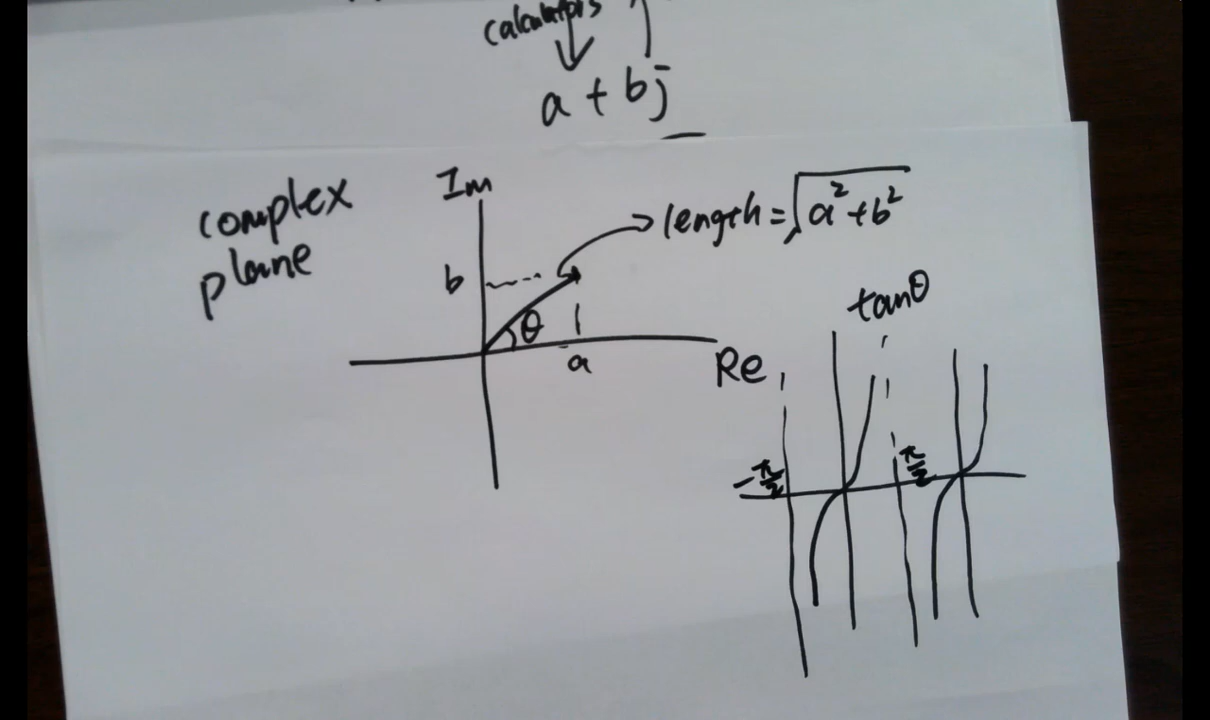 calculators
a + bj
complex
plane
Im
length = √a²+b²
b
θ
a
Re
tanθ
-π/2
π/2